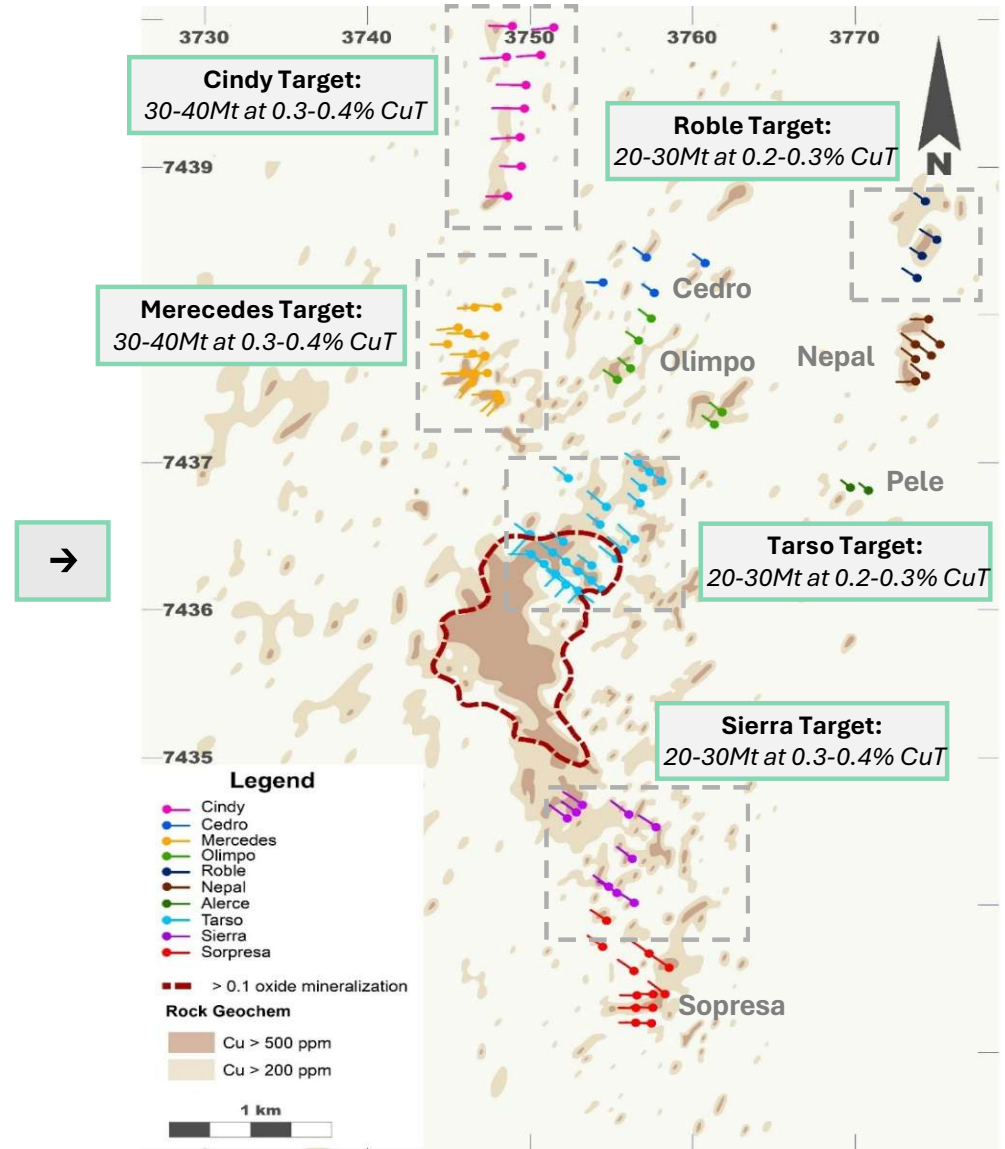 3730
3740
3750
3760
3770
Cindy Target:
30-40Mt at 0.3-0.4% CuT
Roble Target:
20-30Mt at 0.2-0.3% CuT
N
7439
Cedro
Merecedes Target:
30-40Mt at 0.3-0.4% CuT
Olimpo
Nepal
7437
Pele
→
Tarso Target:
20-30Mt at 0.2-0.3% CuT
7436
Sierra Target:
20-30Mt at 0.3-0.4% CuT
7435
Legend
Cindy
Cedro
Mercedes
Olimpo
Roble
Nepal
Alerce
Tarso
Sierra
Sorpresa
> 0.1 oxide mineralization
Rock Geochem
Cu > 500 ppm
Cu > 200 ppm
1 km
Sopresa